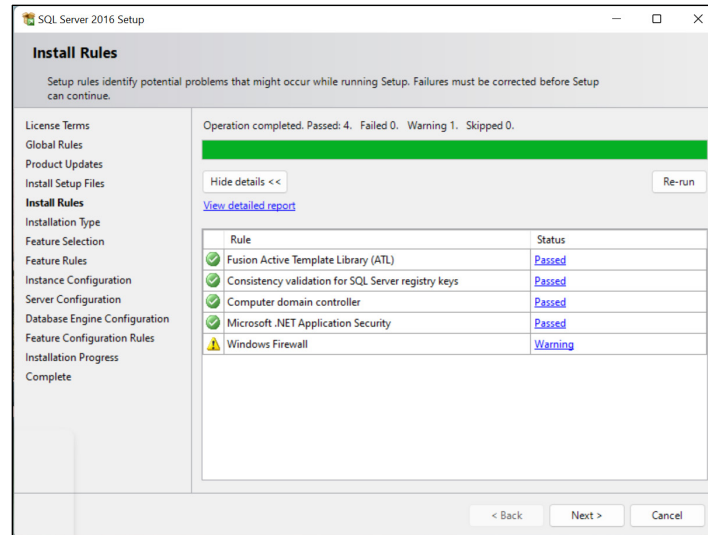 SQL Server 2016 Setup
Install Rules
Setup rules identify potential problems that might occur while running Setup. Failures must be corrected before Setup
can continue.
License Terms
Global Rules
Product Updates
Install Setup Files
Install Rules
Installation Type
Feature Selection
Feature Rules
Instance Configuration
Server Configuration
Database Engine Configuration
Feature Configuration Rules
Installation Progress
Complete
Operation completed. Passed: 4. Failed 0. Warning 1. Skipped 0.
Hide details <<
Re-run
View detailed report
Rule Status
Fusion Active Template Library (ATL) Passed
Consistency validation for SQL Server registry keys Passed
Computer domain controller Passed
Microsoft .NET Application Security Passed
Windows Firewall Warning
< Back Next > Cancel